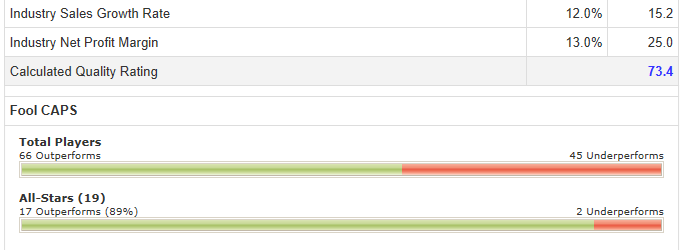 Industry Sales Growth Rate 12.0% 15.2
Industry Net Profit Margin 13.0% 25.0
Calculated Quality Rating 73.4
Fool CAPS
Total Players
66 Outperforms 45 Underperforms
All-Stars (19)
17 Outperforms (89%) 2 Underperforms